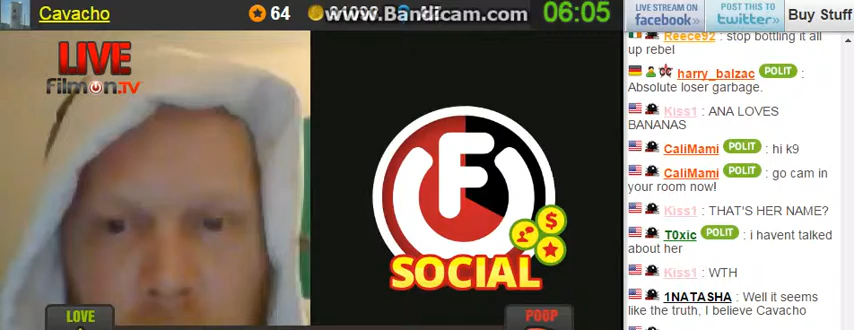 Cavacho
64
www.Bandicam.com
06:05
LIVE STREAM ON
facebook»
POST THIS TO
twitter»
Buy Stuff
LIVE
FilmOn.TV
F
SOCIAL
$
LOVE
POOP
Reece92 : stop bottling it all
up rebel
harry_balzac POLIT :
Absolute loser garbage.
Kiss1 : ANA LOVES
BANANAS
CaliMami POLIT : hi k9
CaliMami POLIT : go cam in
your room now!
Kiss1 : THAT'S HER NAME?
T0xic POLIT : i havent talked
about her
Kiss1 : WTH
1NATASHA : Well it seems
like the truth, I believe Cavacho